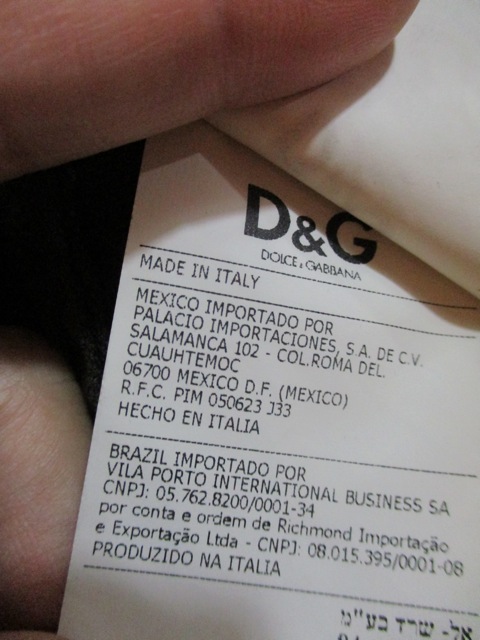 D&G
DOLCE & GABBANA
MADE IN ITALY
MEXICO IMPORTADO POR
PALACIO IMPORTACIONES, S.A. DE C.V.
SALAMANCA 102 - COL.ROMA DEL.
CUAUHTEMOC
06700 MEXICO D.F. (MEXICO)
R.F.C. PIM 050623 J33
HECHO EN ITALIA
BRAZIL IMPORTADO POR
VILA PORTO INTERNATIONAL BUSINESS SA
CNPJ: 05.762.8200/0001-34
por conta e ordem de Richmond Importação
e Exportação Ltda - CNPJ: 08.015.395/0001-08
PRODUZIDO NA ITALIA
אל- שרד בע"מ